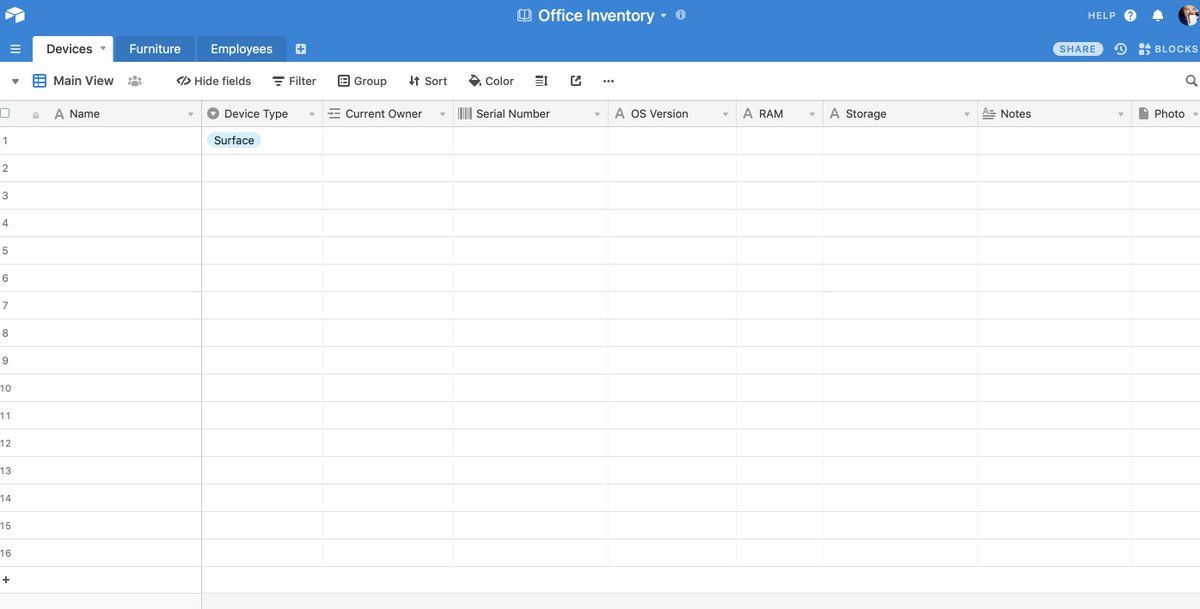 Office Inventory
HELP
Devices Furniture Employees
SHARE BLOCKS
Main View Hide fields Filter Group Sort Color
A Name Device Type Current Owner Serial Number A OS Version A RAM A Storage Notes Photo
1 Surface
2
3
4
5
6
7
8
9
10
11
12
13
14
15
16
+